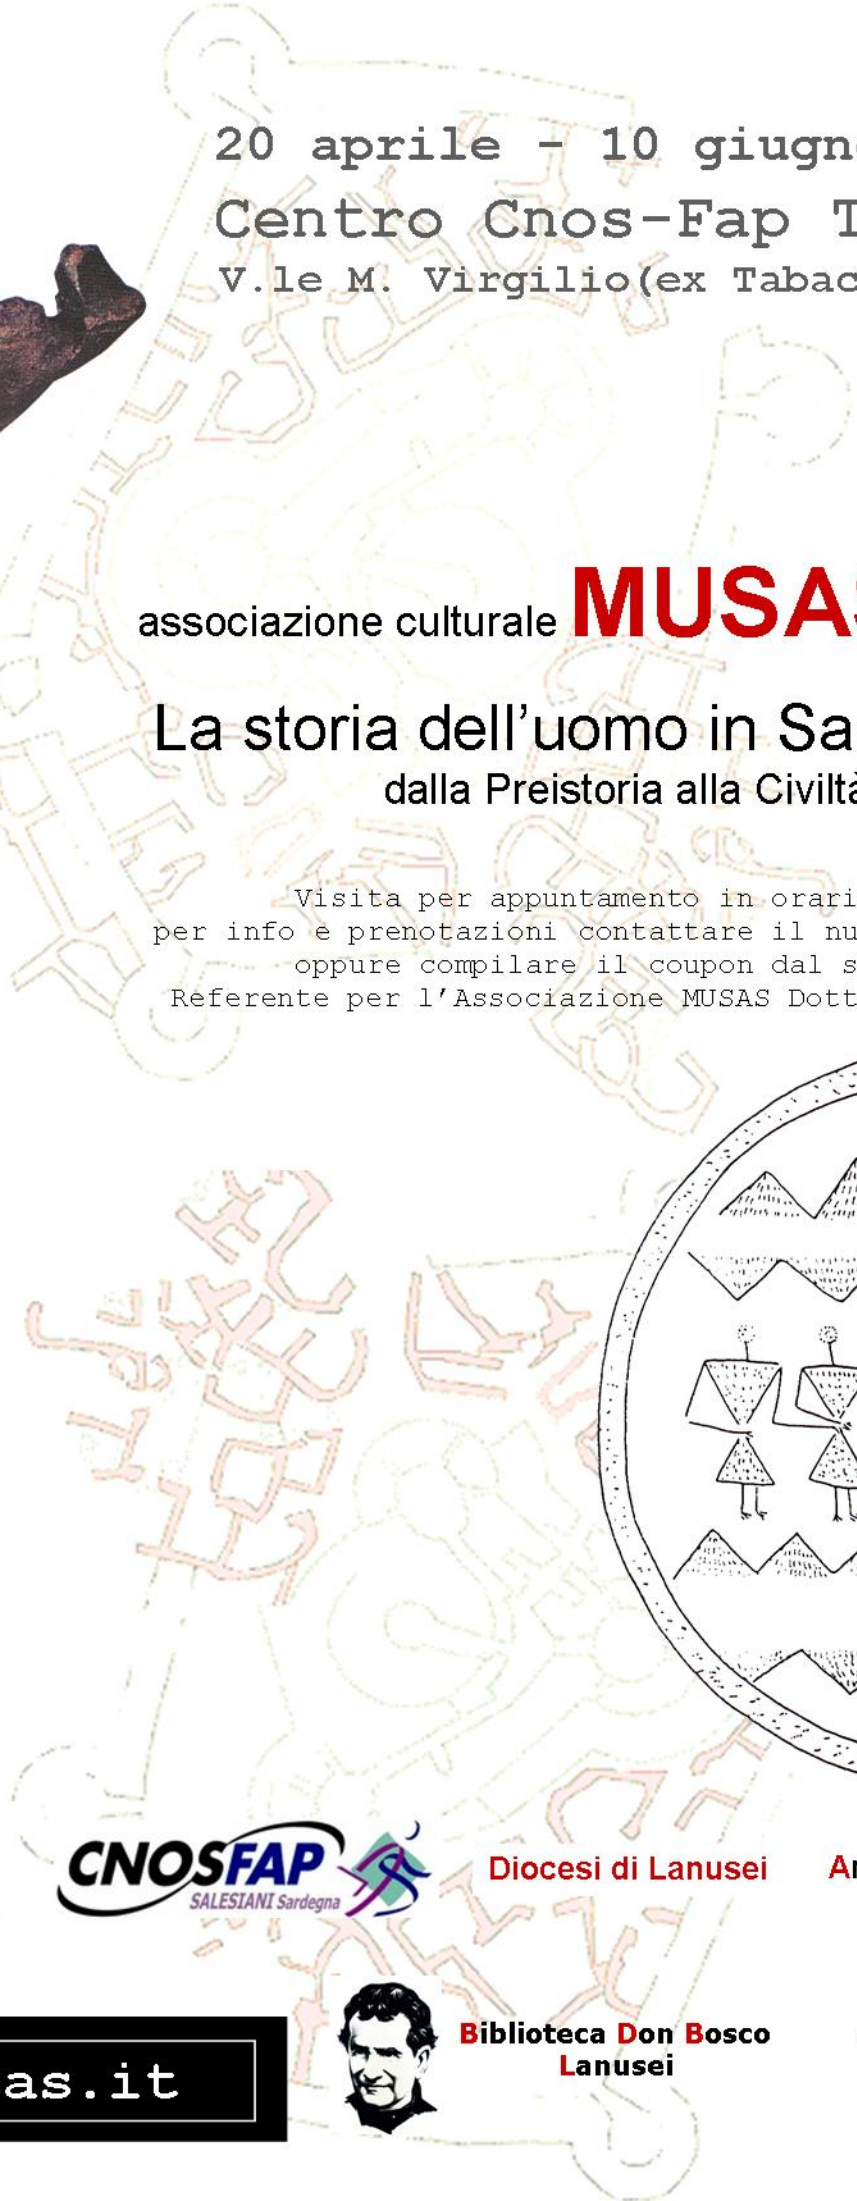 20 aprile - 10 giugno
Centro Cnos-Fap T
V.le M. Virgilio(ex Tabac
associazione culturale MUSAS
La storia dell'uomo in Sa
dalla Preistoria alla Civiltà
Visita per appuntamento in orari
per info e prenotazioni contattare il nu
oppure compilare il coupon dal s
Referente per l'Associazione MUSAS Dott
CNOSFAP
SALESIANI Sardegna
Diocesi di Lanusei
Biblioteca Don Bosco
Lanusei
as.it